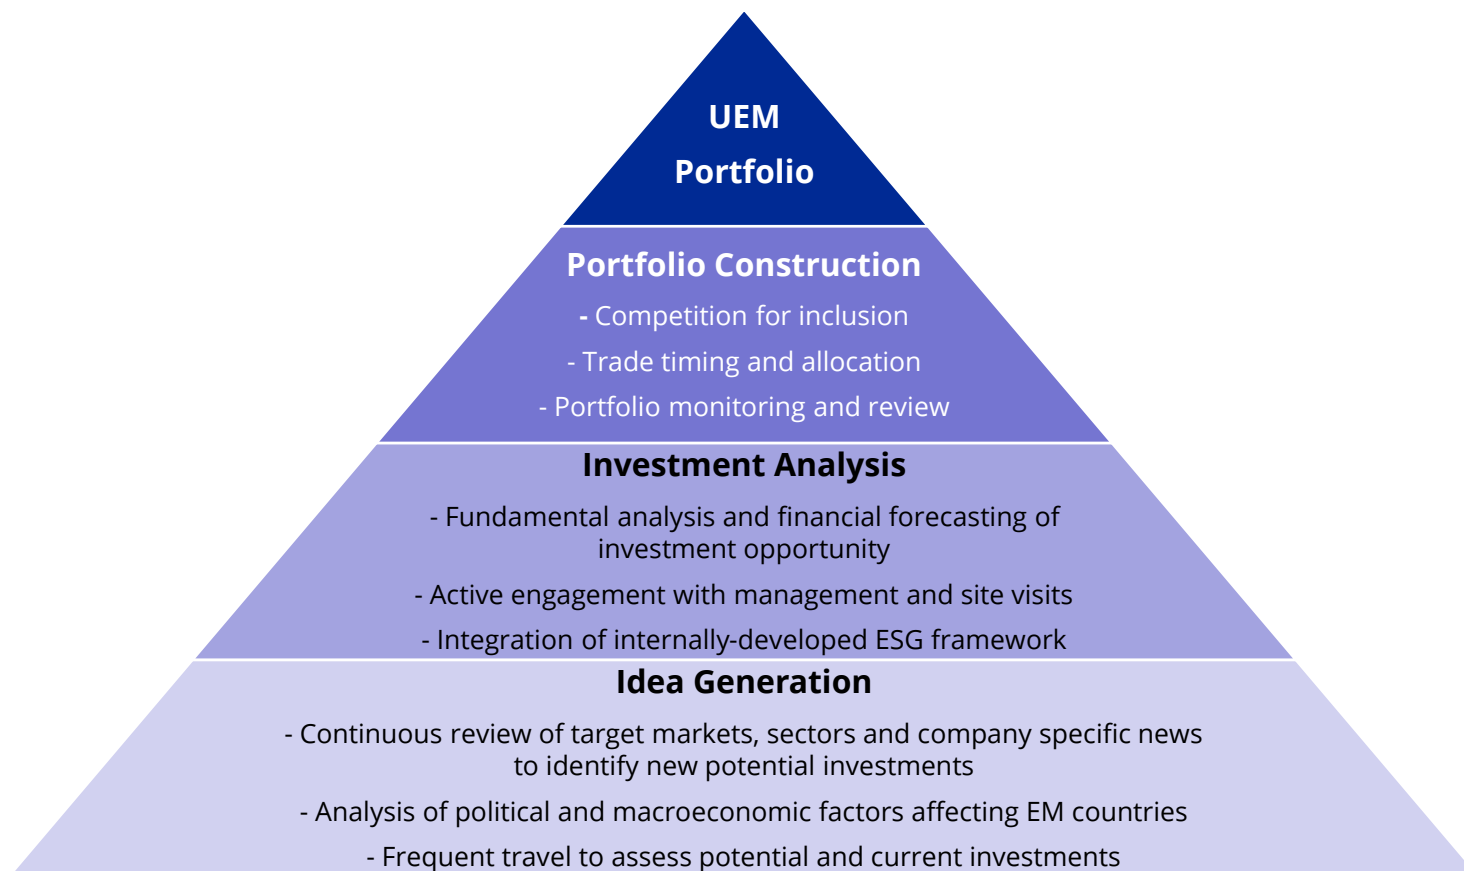 UEM
Portfolio
Portfolio Construction
- Competition for inclusion
- Trade timing and allocation
- Portfolio monitoring and review
Investment Analysis
- Fundamental analysis and financial forecasting of
investment opportunity
- Active engagement with management and site visits
- Integration of internally-developed ESG framework
Idea Generation
- Continuous review of target markets, sectors and company specific news
to identify new potential investments
- Analysis of political and macroeconomic factors affecting EM countries
- Frequent travel to assess potential and current investments